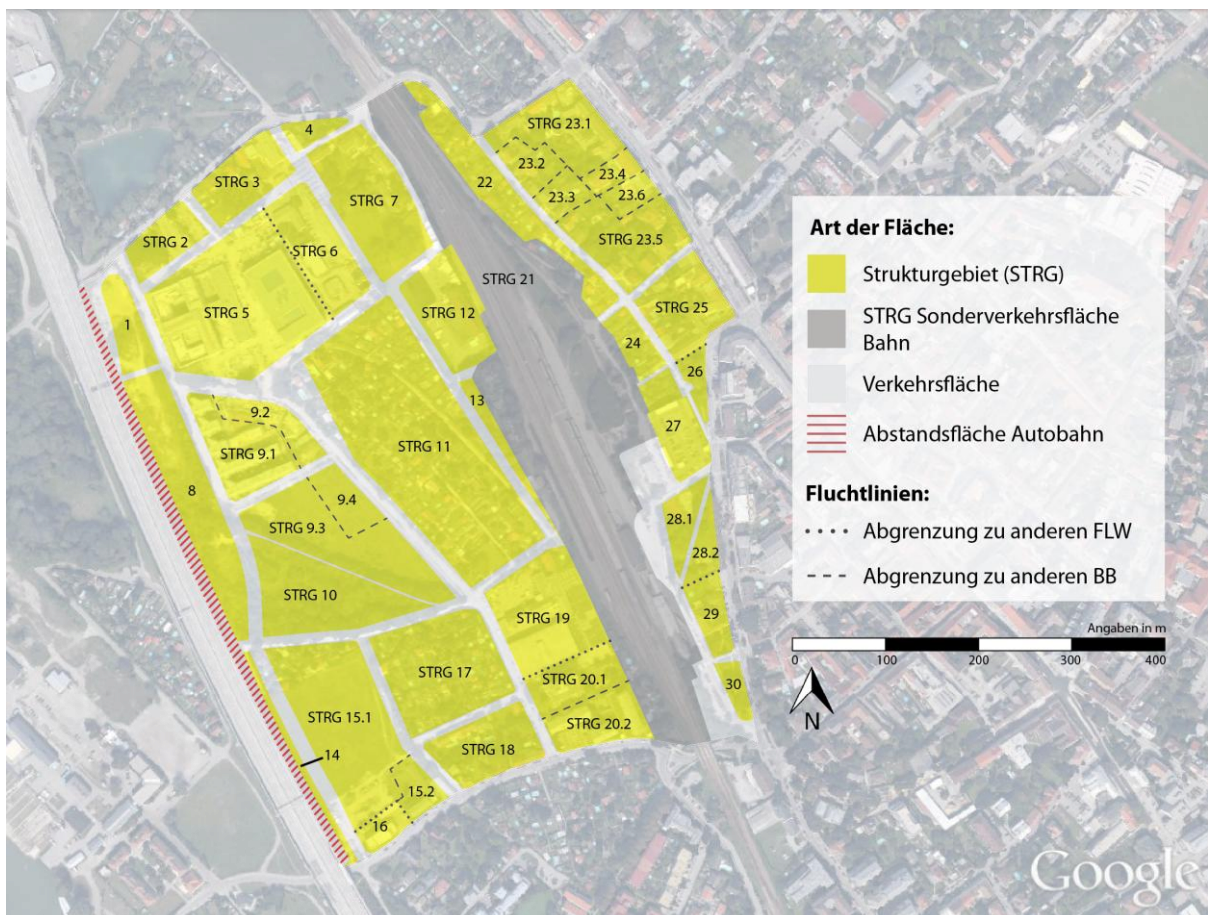 4
STRG 23.1
STRG 3
23.2
23.4
22
23.3
23.6
STRG 7
STRG 2
STRG 6
STRG 23.5
STRG 21
STRG 5
STRG 25
1
STRG 12
24
26
13
9.2
27
STRG 11
STRG 9.1
8
9.4
28.1
STRG 9.3
28.2
STRG 10
29
STRG 19
STRG 17
STRG 20.1
30
STRG 15.1
STRG 20.2
STRG 18
14
15.2
16
Art der Fläche:
Strukturgebiet (STRG)
STRG Sonderverkehrsfläche
Bahn
Verkehrsfläche
Abstandsfläche Autobahn
Fluchtlinien:
Abgrenzung zu anderen FLW
Abgrenzung zu anderen BB
Angaben in m
0 100 200 300 400
N
Google